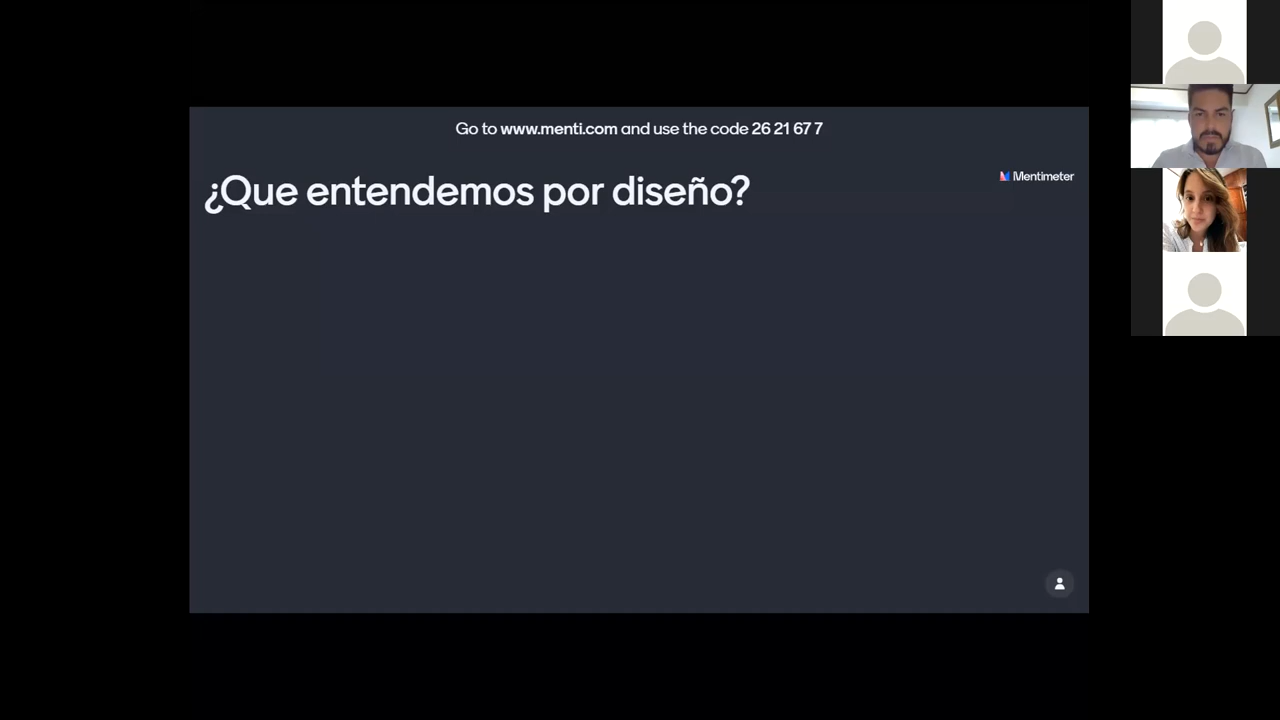 Go to www.menti.com and use the code 26 21 67 7
¿Que entendemos por diseño?
Mentimeter